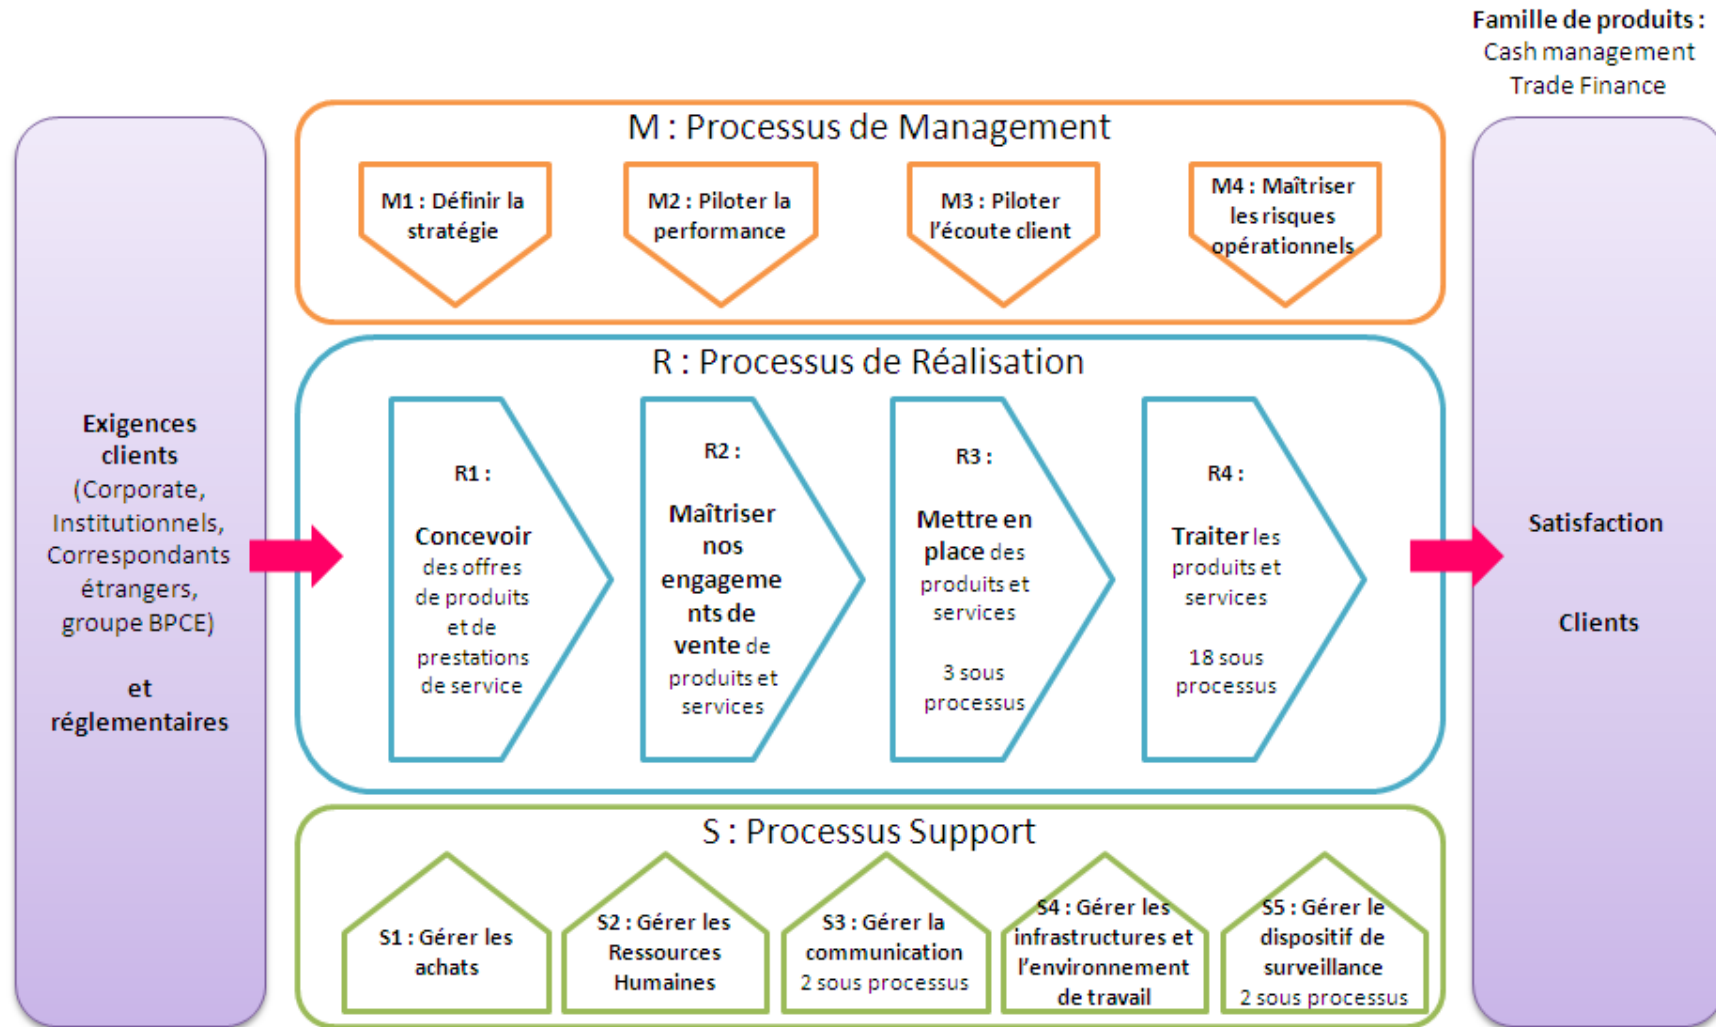 Famille de produits :
Cash management
Trade Finance
Exigences
clients
(Corporate,
Institutionnels,
Correspondants
étrangers,
groupe BPCE)
et
réglementaires
M : Processus de Management
M1 : Définir la
stratégie
M2 : Piloter la
performance
M3 : Piloter
l'écoute client
M4 : Maîtriser
les risques
opérationnels
R : Processus de Réalisation
R1 :
Concevoir
des offres
de produits
et de
prestations
de service
R2 :
Maîtriser
nos
engageme
nts de
vente de
produits et
services
R3 :
Mettre en
place des
produits et
services
3 sous
processus
R4 :
Traiter les
produits et
services
18 sous
processus
S : Processus Support
S1 : Gérer les
achats
S2 : Gérer les
Ressources
Humaines
S3 : Gérer la
communication
2 sous processus
S4 : Gérer les
infrastructures et
l'environnement
de travail
S5 : Gérer le
dispositif de
surveillance
2 sous processus
Satisfaction
Clients